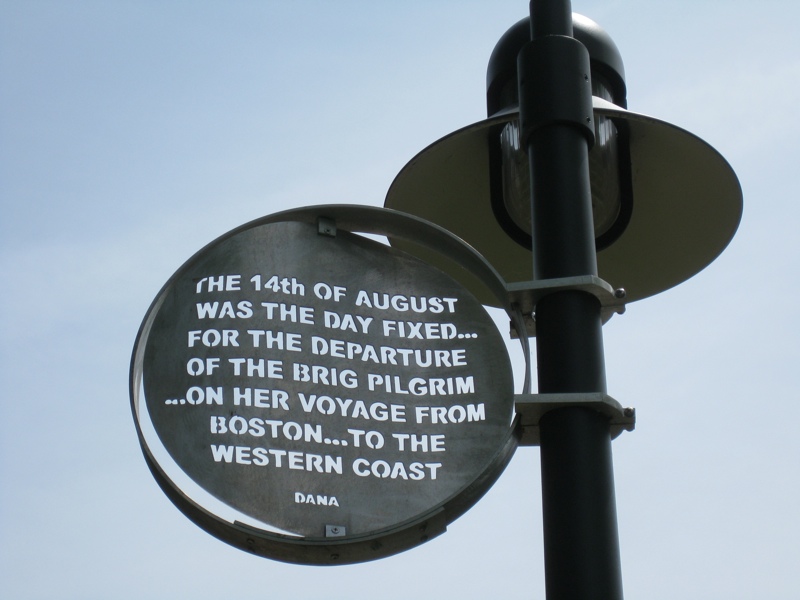 THE 14th OF AUGUST
WAS THE DAY FIXED...
FOR THE DEPARTURE
OF THE BRIG PILGRIM
...ON HER VOYAGE FROM
BOSTON...TO THE
WESTERN COAST
DANA